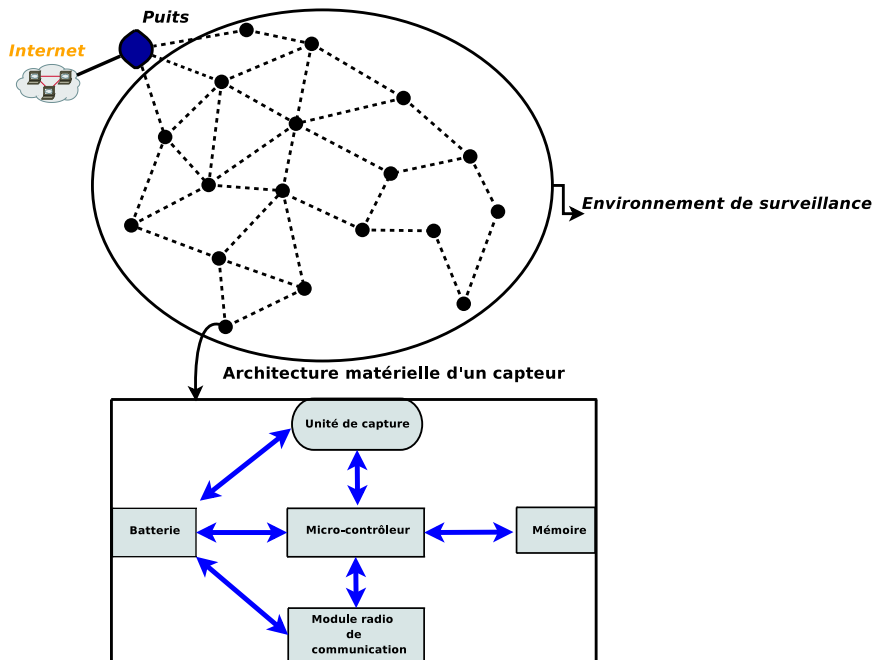 Puits
Internet
Environnement de surveillance
Architecture matérielle d'un capteur
Unité de capture
Batterie
Micro-contrôleur
Mémoire
Module radio
de
communication